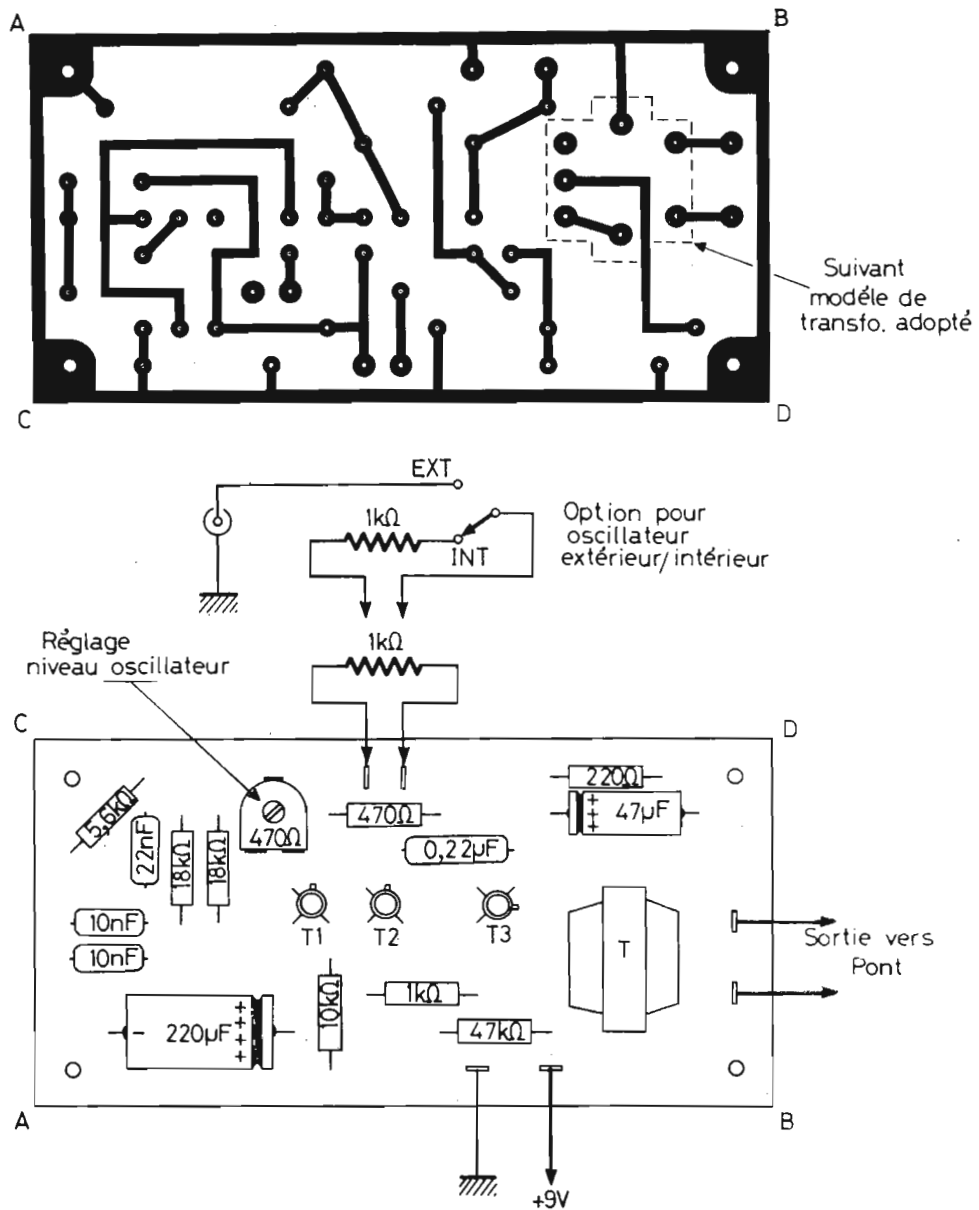 A
B
Suivant
modéle de
transfo. adopté
C
D
EXT
1kΩ
INT
Option pour
oscillateur
extérieur/intérieur
1kΩ
Réglage
niveau oscillateur
C
D
5,6kΩ
22nF
18kΩ
18kΩ
470Ω
470Ω
0,22µF
220Ω
+
+
+
47µF
10nF
10nF
T1
T2
T3
T
Sortie vers
Pont
-
220µF
+
+
+
+
10kΩ
1kΩ
47kΩ
A
B
+9V